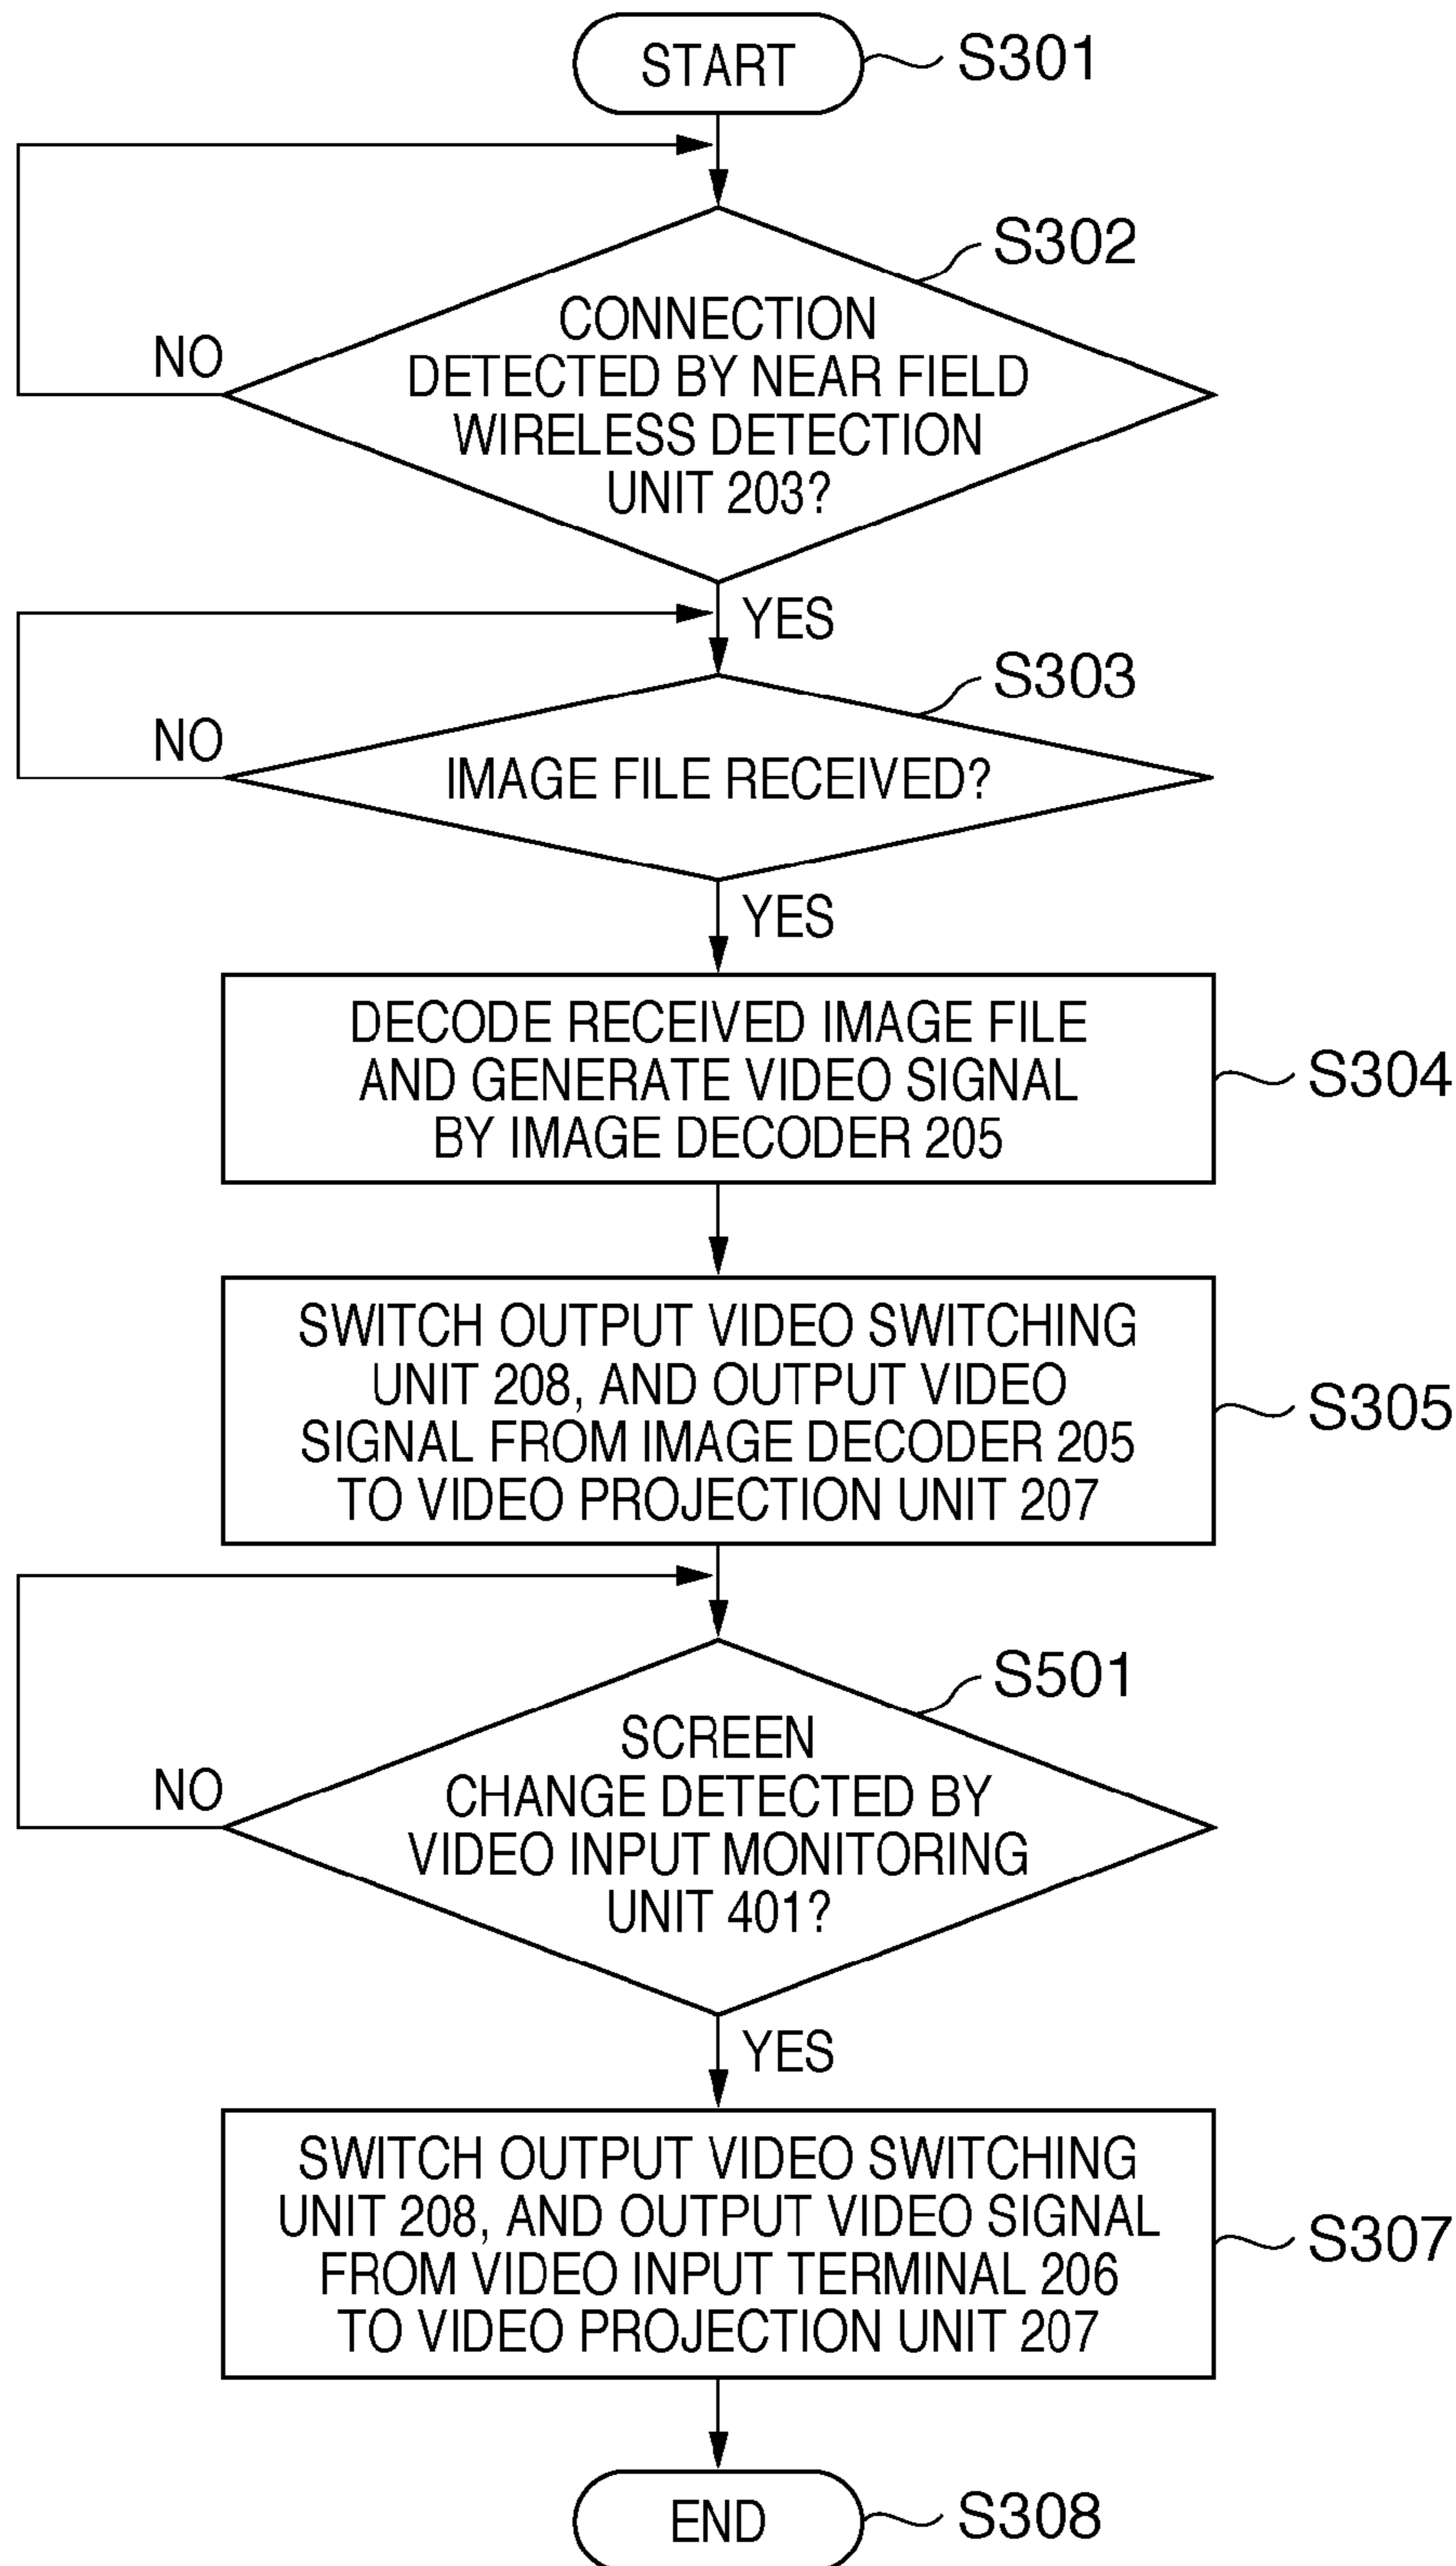 START
S301
S302
CONNECTION
DETECTED BY NEAR FIELD
WIRELESS DETECTION
UNIT 203?
NO
YES
S303
IMAGE FILE RECEIVED?
NO
YES
DECODE RECEIVED IMAGE FILE
AND GENERATE VIDEO SIGNAL
BY IMAGE DECODER 205
S304
SWITCH OUTPUT VIDEO SWITCHING
UNIT 208, AND OUTPUT VIDEO
SIGNAL FROM IMAGE DECODER 205
TO VIDEO PROJECTION UNIT 207
S305
S501
SCREEN
CHANGE DETECTED BY
VIDEO INPUT MONITORING
UNIT 401?
NO
YES
SWITCH OUTPUT VIDEO SWITCHING
UNIT 208, AND OUTPUT VIDEO SIGNAL
FROM VIDEO INPUT TERMINAL 206
TO VIDEO PROJECTION UNIT 207
S307
END
S308